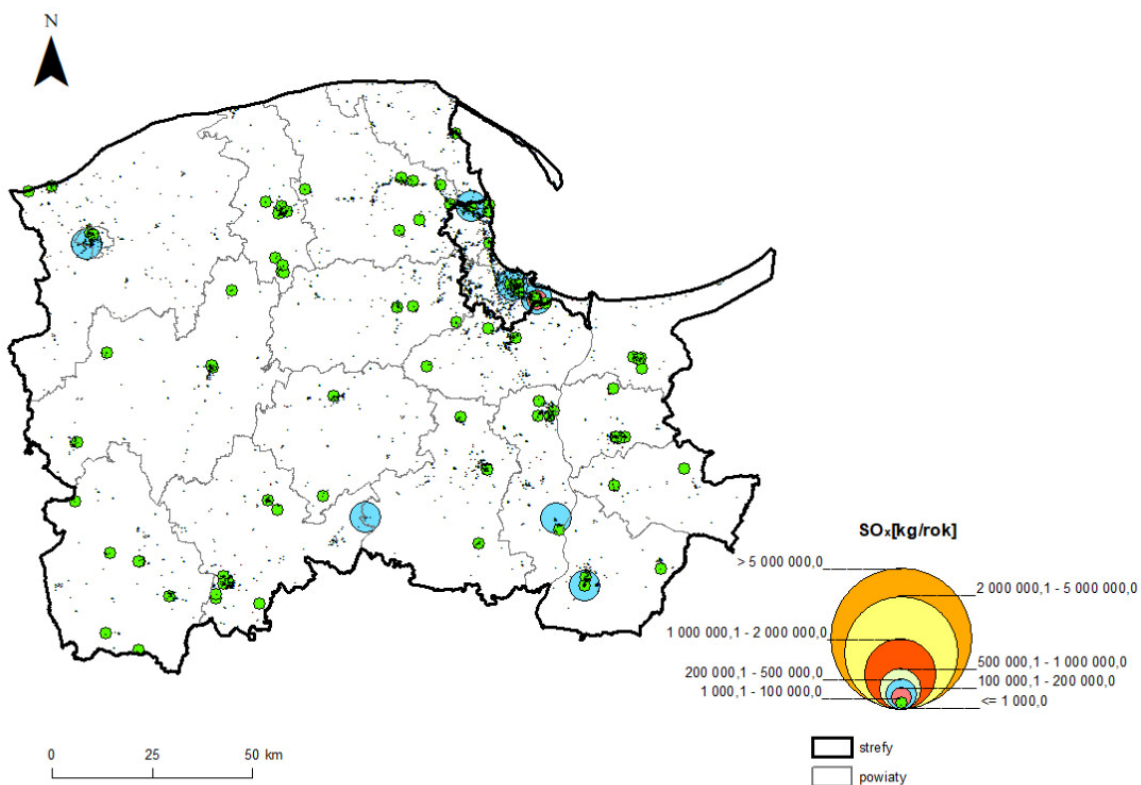 N
SOₓ[kg/rok]
> 5 000 000,0
2 000 000,1 - 5 000 000,0
1 000 000,1 - 2 000 000,0
500 000,1 - 1 000 000,0
200 000,1 - 500 000,0
100 000,1 - 200 000,0
1 000,1 - 100 000,0
<= 1 000,0
strefy
powiaty
0 25 50 km